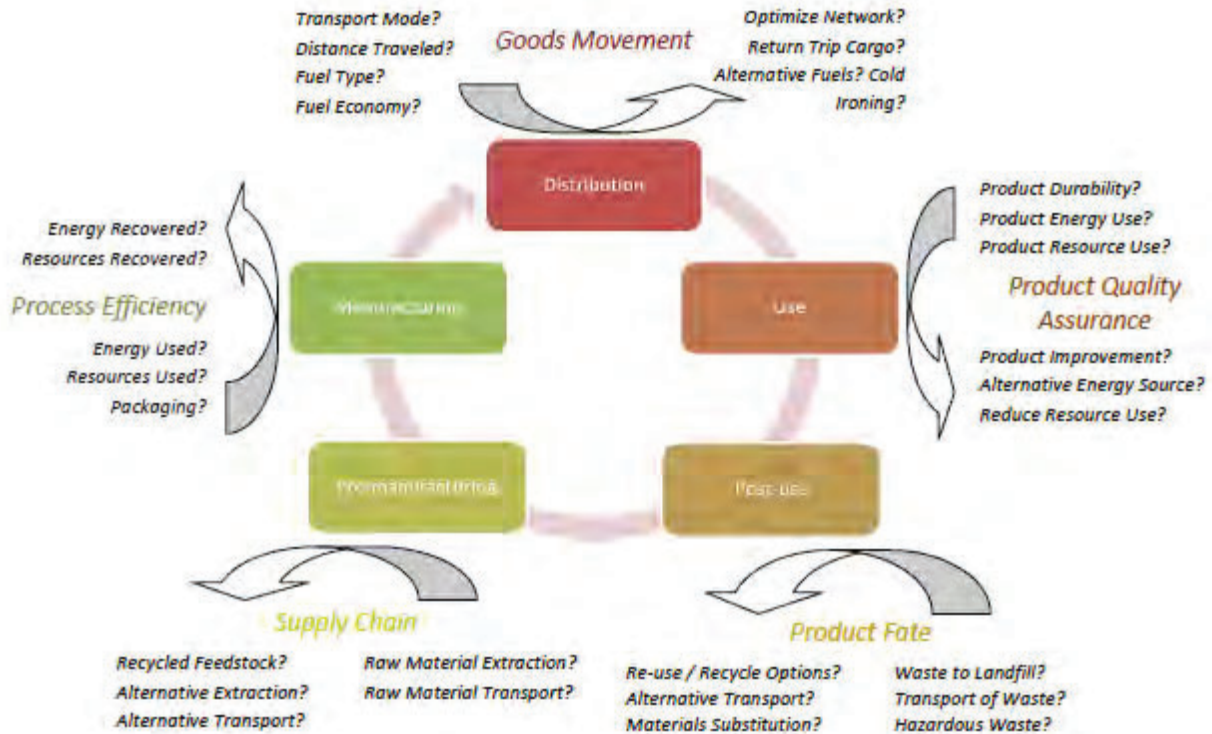 Transport Mode?
Distance Traveled?
Fuel Type?
Fuel Economy?
Goods Movement
Optimize Network?
Return Trip Cargo?
Alternative Fuels? Cold
Ironing?
Distribution
Energy Recovered?
Resources Recovered?
Process Efficiency
Energy Used?
Resources Used?
Packaging?
Manufacturing
Use
Product Durability?
Product Energy Use?
Product Resource Use?
Product Quality
Assurance
Product Improvement?
Alternative Energy Source?
Reduce Resource Use?
Premanufacturing
Post-use
Supply Chain
Recycled Feedstock?
Alternative Extraction?
Alternative Transport?
Raw Material Extraction?
Raw Material Transport?
Product Fate
Re-use / Recycle Options?
Alternative Transport?
Materials Substitution?
Waste to Landfill?
Transport of Waste?
Hazardous Waste?